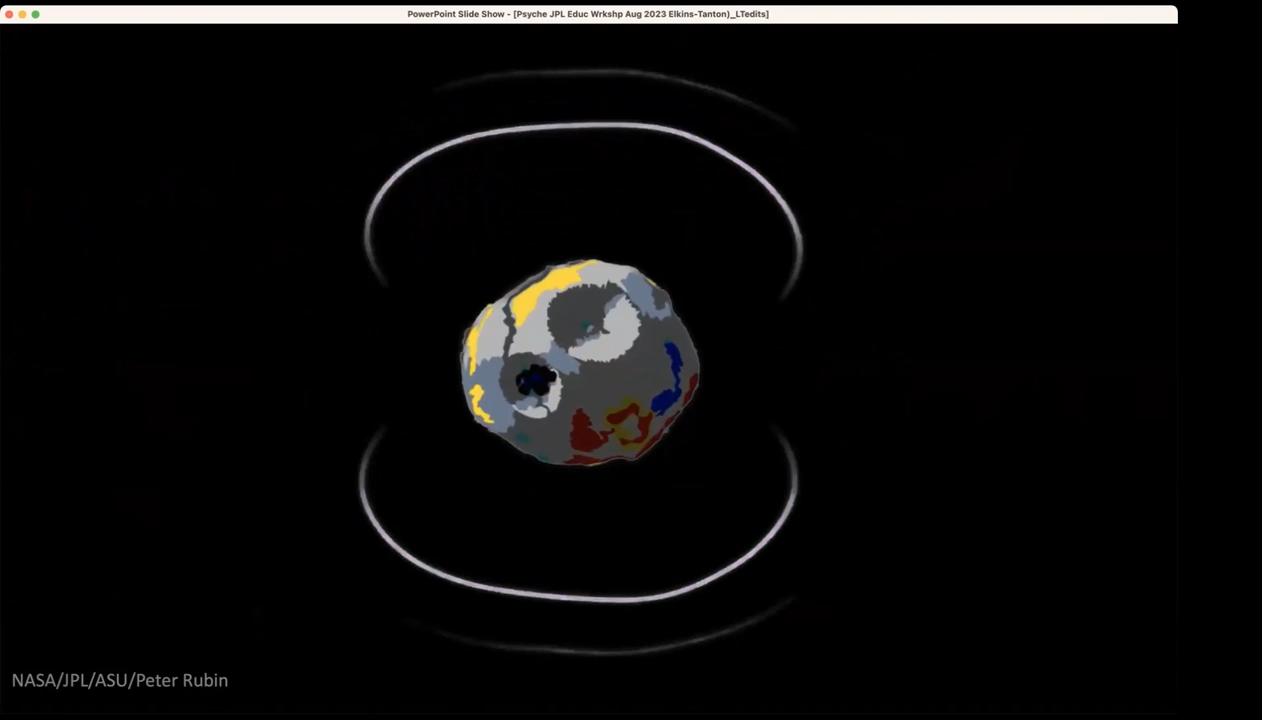 PowerPoint Slide Show - [Psyche JPL Educ Wrkshp Aug 2023 Elkins-Tanton)_LTedits]
NASA/JPL/ASU/Peter Rubin